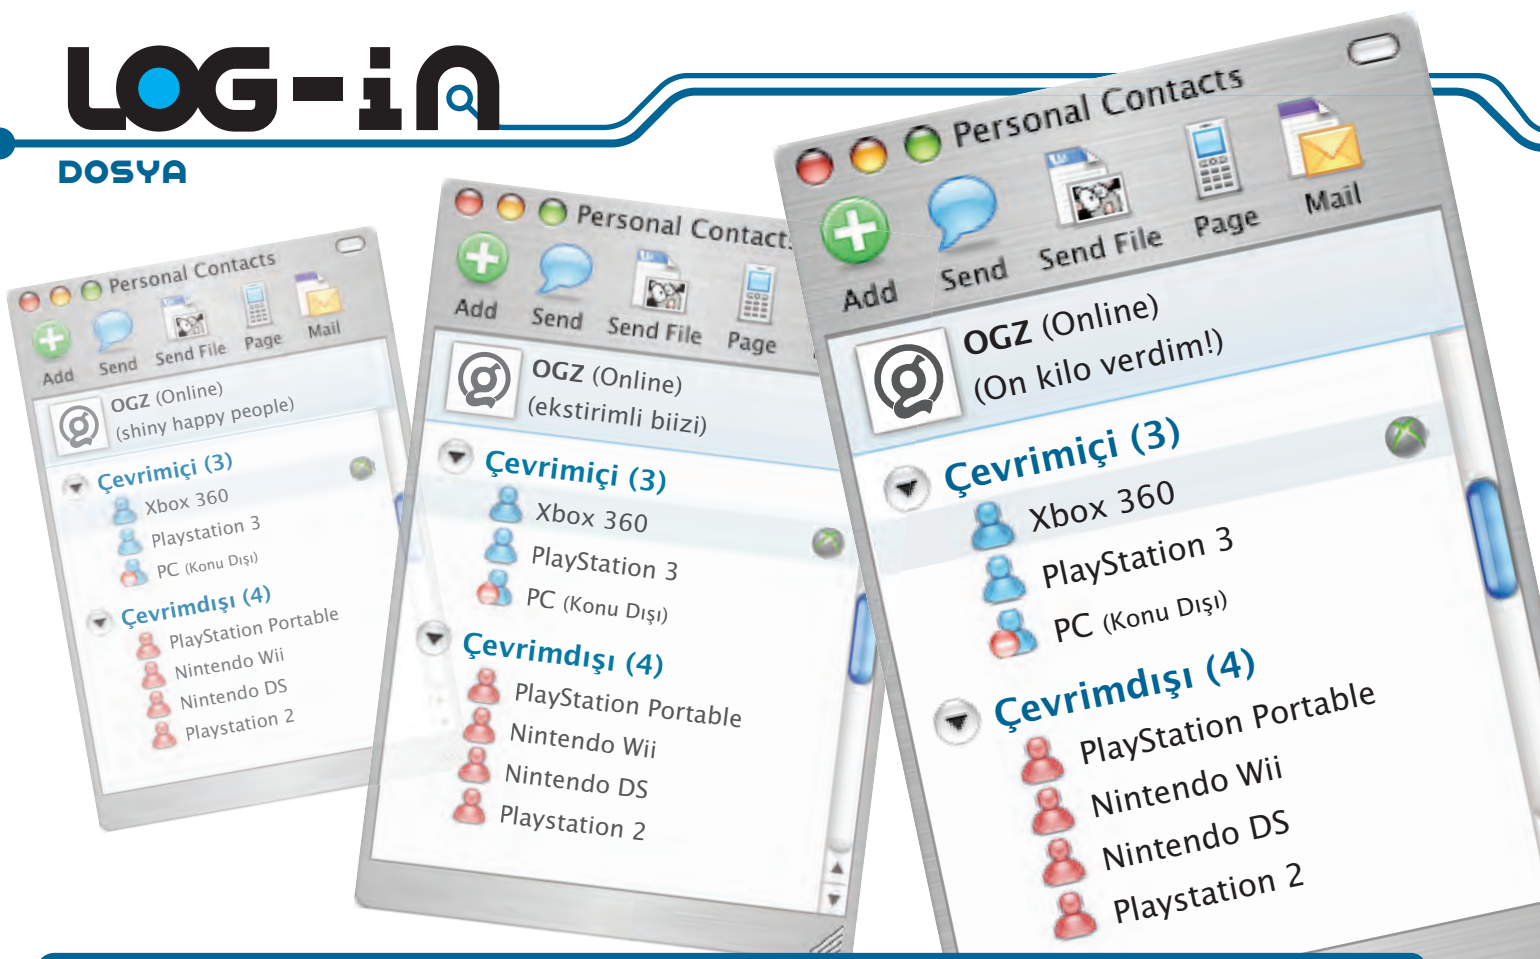 LOG-iN
DOSYA
Personal Contacts
Add Send Send File Page Mail
OGZ (Online)
(shiny happy people)
Çevrimiçi (3)
Xbox 360
Playstation 3
PC (Konu Dışı)
Çevrimdışı (4)
PlayStation Portable
Nintendo Wii
Nintendo DS
Playstation 2
Personal Contacts
Add Send Send File Page
OGZ (Online)
(ekstirimli biizi)
Çevrimiçi (3)
Xbox 360
PlayStation 3
PC (Konu Dışı)
Çevrimdışı (4)
PlayStation Portable
Nintendo Wii
Nintendo DS
Playstation 2
Personal Contacts
Add Send Send File Page Mail
OGZ (Online)
(On kilo verdim!)
Çevrimiçi (3)
Xbox 360
PlayStation 3
PC (Konu Dışı)
Çevrimdışı (4)
PlayStation Portable
Nintendo Wii
Nintendo DS
Playstation 2